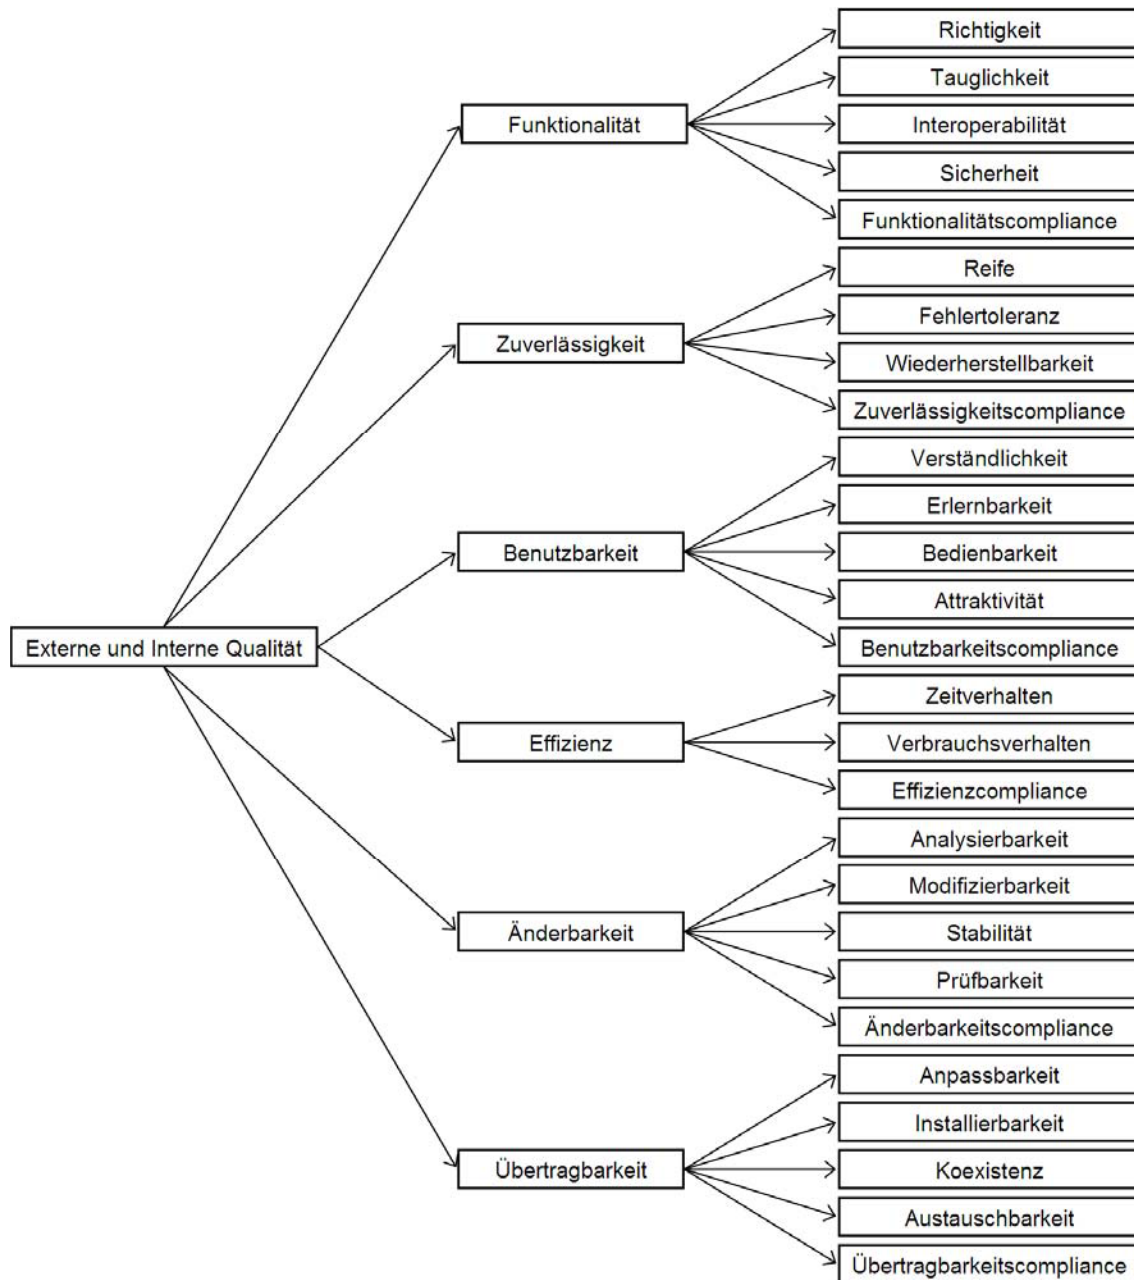 Externe und Interne Qualität
Funktionalität
Richtigkeit
Tauglichkeit
Interoperabilität
Sicherheit
Funktionalitätscompliance
Zuverlässigkeit
Reife
Fehlertoleranz
Wiederherstellbarkeit
Zuverlässigkeitscompliance
Benutzbarkeit
Verständlichkeit
Erlernbarkeit
Bedienbarkeit
Attraktivität
Benutzbarkeitscompliance
Effizienz
Zeitverhalten
Verbrauchsverhalten
Effizienzcompliance
Änderbarkeit
Analysierbarkeit
Modifizierbarkeit
Stabilität
Prüfbarkeit
Änderbarkeitscompliance
Übertragbarkeit
Anpassbarkeit
Installierbarkeit
Koexistenz
Austauschbarkeit
Übertragbarkeitscompliance